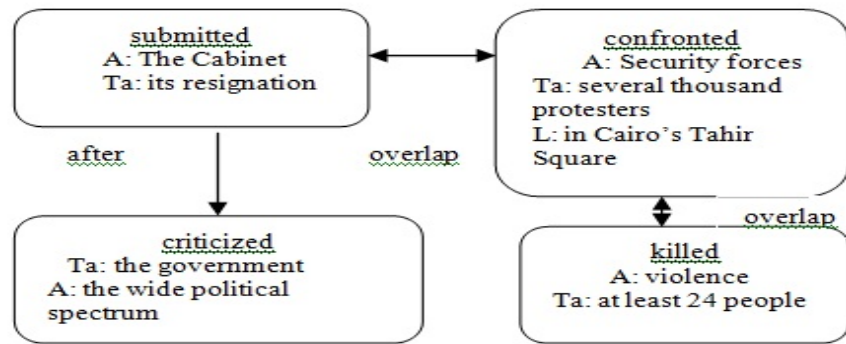 submitted
A: The Cabinet
Ta: its resignation
confronted
A: Security forces
Ta: several thousand
protesters
L: in Cairo’s Tahir
Square
after
overlap
criticized
Ta: the government
A: the wide political
spectrum
overlap
killed
A: violence
Ta: at least 24 people